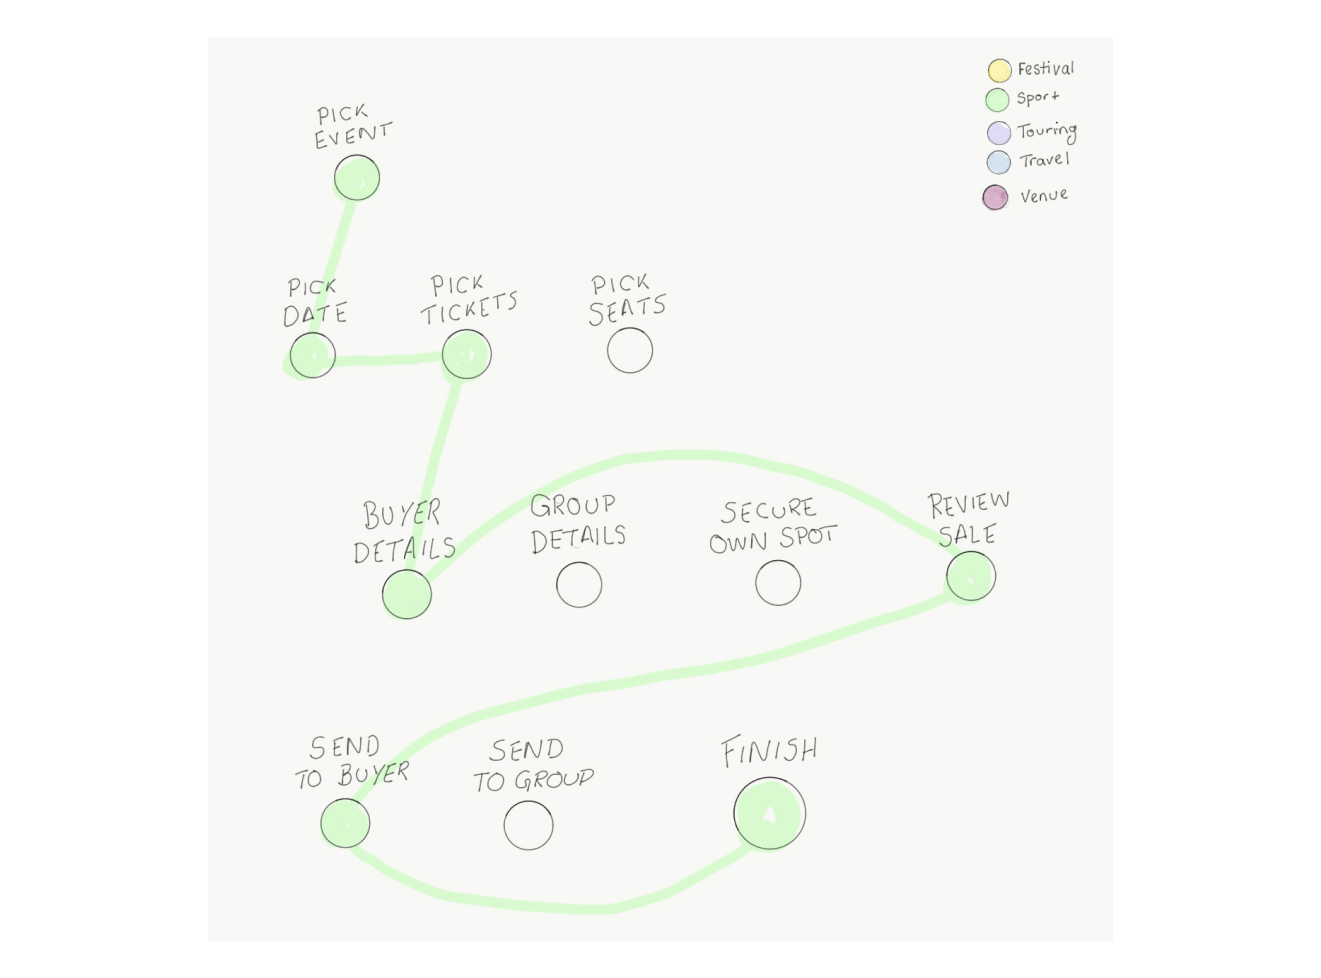 Festival
Sport
Touring
Travel
Venue
PICK
EVENT
PICK
DATE
PICK
TICKETS
PICK
SEATS
BUYER
DETAILS
GROUP
DETAILS
SECURE
OWN SPOT
REVIEW
SALE
SEND
TO BUYER
SEND
TO GROUP
FINISH